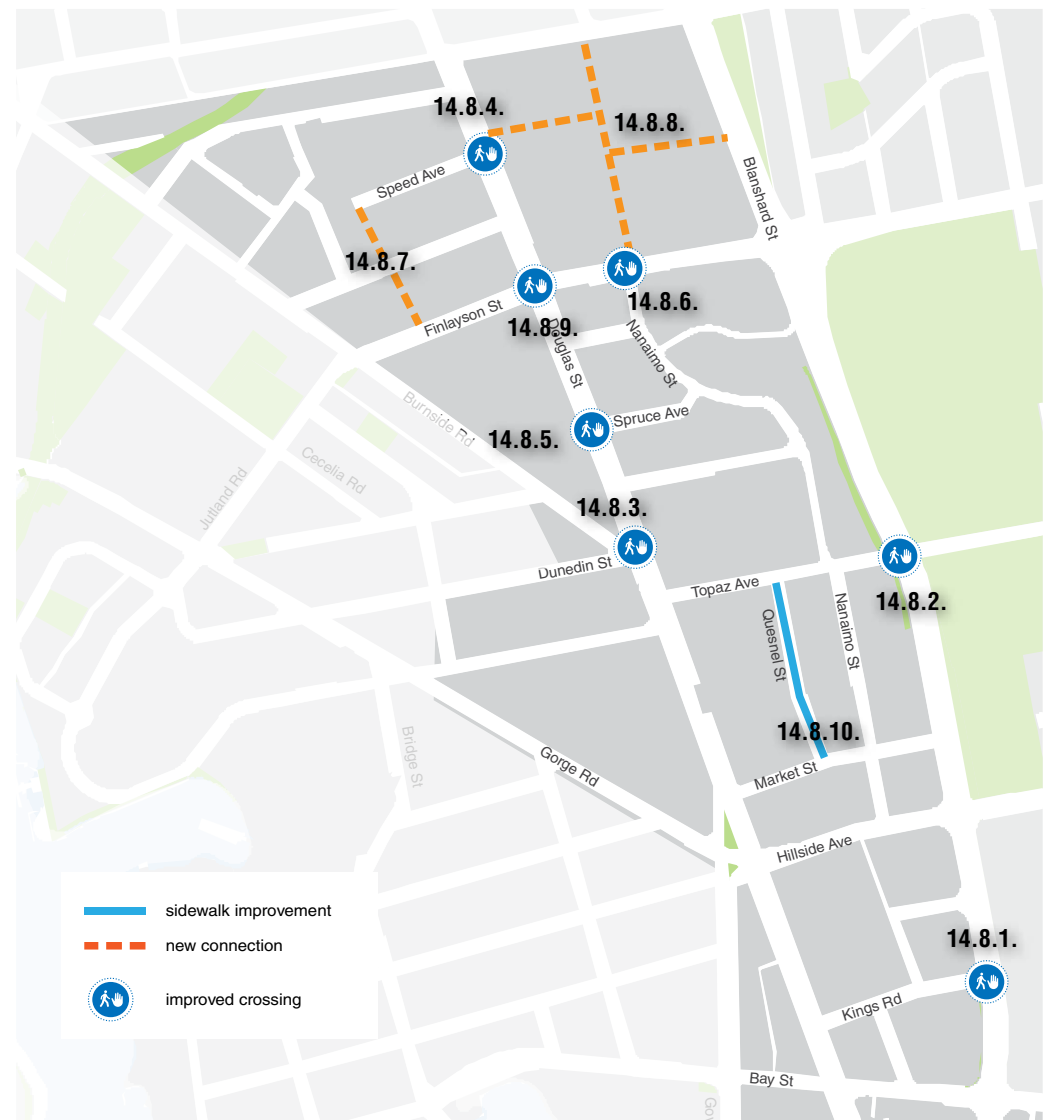 14.8.4.
14.8.8.
Speed Ave
Blanshard St
14.8.7.
14.8.6.
Finlayson St
14.8.9.
Douglas St
Nanaimo St
Burnside Rd
Spruce Ave
14.8.5.
Cecelia Rd
Jutland Rd
14.8.3.
Dunedin St
Topaz Ave
14.8.2.
Quesnel St
Nanaimo St
14.8.10.
Bridge St
Gorge Rd
Market St
Hillside Ave
sidewalk improvement
new connection
improved crossing
14.8.1.
Kings Rd
Bay St